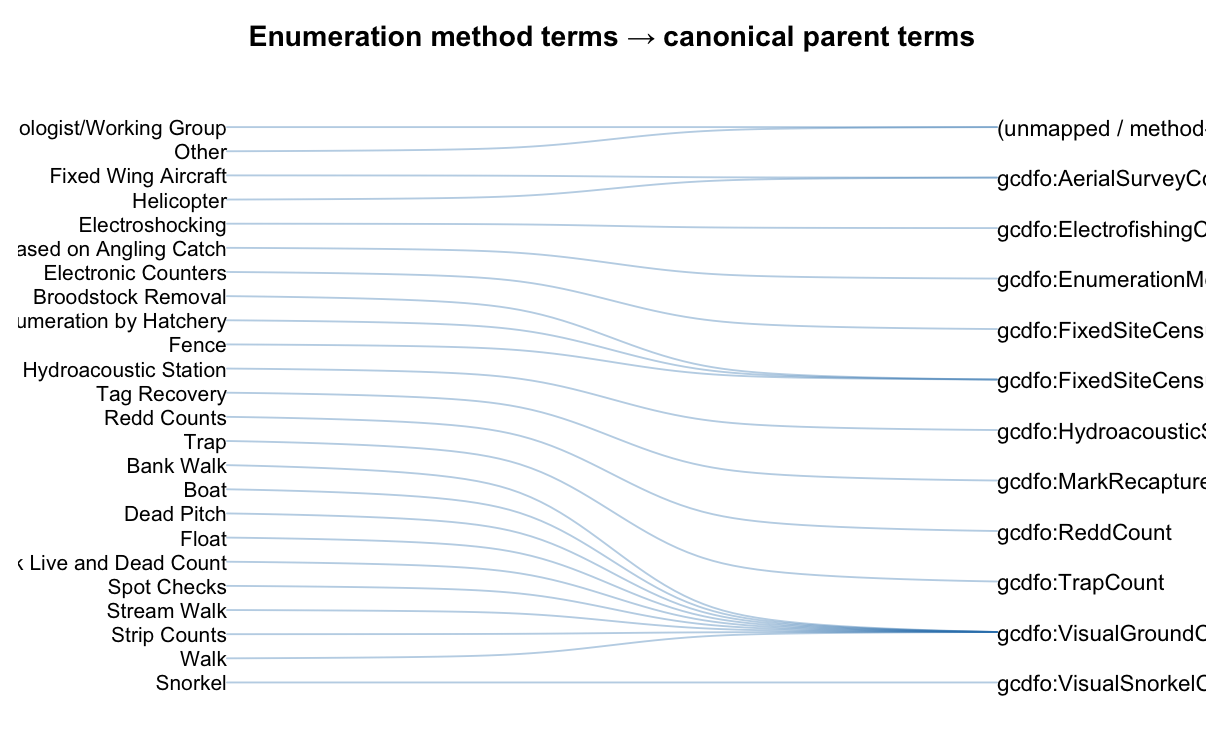 Enumeration method terms → canonical parent terms
ologist/Working Group
Other
Fixed Wing Aircraft
Helicopter
Electroshocking
ased on Angling Catch
Electronic Counters
Broodstock Removal
umeration by Hatchery
Fence
Hydroacoustic Station
Tag Recovery
Redd Counts
Trap
Bank Walk
Boat
Dead Pitch
Float
k Live and Dead Count
Spot Checks
Stream Walk
Strip Counts
Walk
Snorkel
(unmapped / method-
gcdfo:AerialSurveyCo
gcdfo:ElectrofishingC
gcdfo:EnumerationMe
gcdfo:FixedSiteCens
gcdfo:FixedSiteCens
gcdfo:HydroacousticS
gcdfo:MarkRecapture
gcdfo:ReddCount
gcdfo:TrapCount
gcdfo:VisualGroundC
gcdfo:VisualSnorkelC